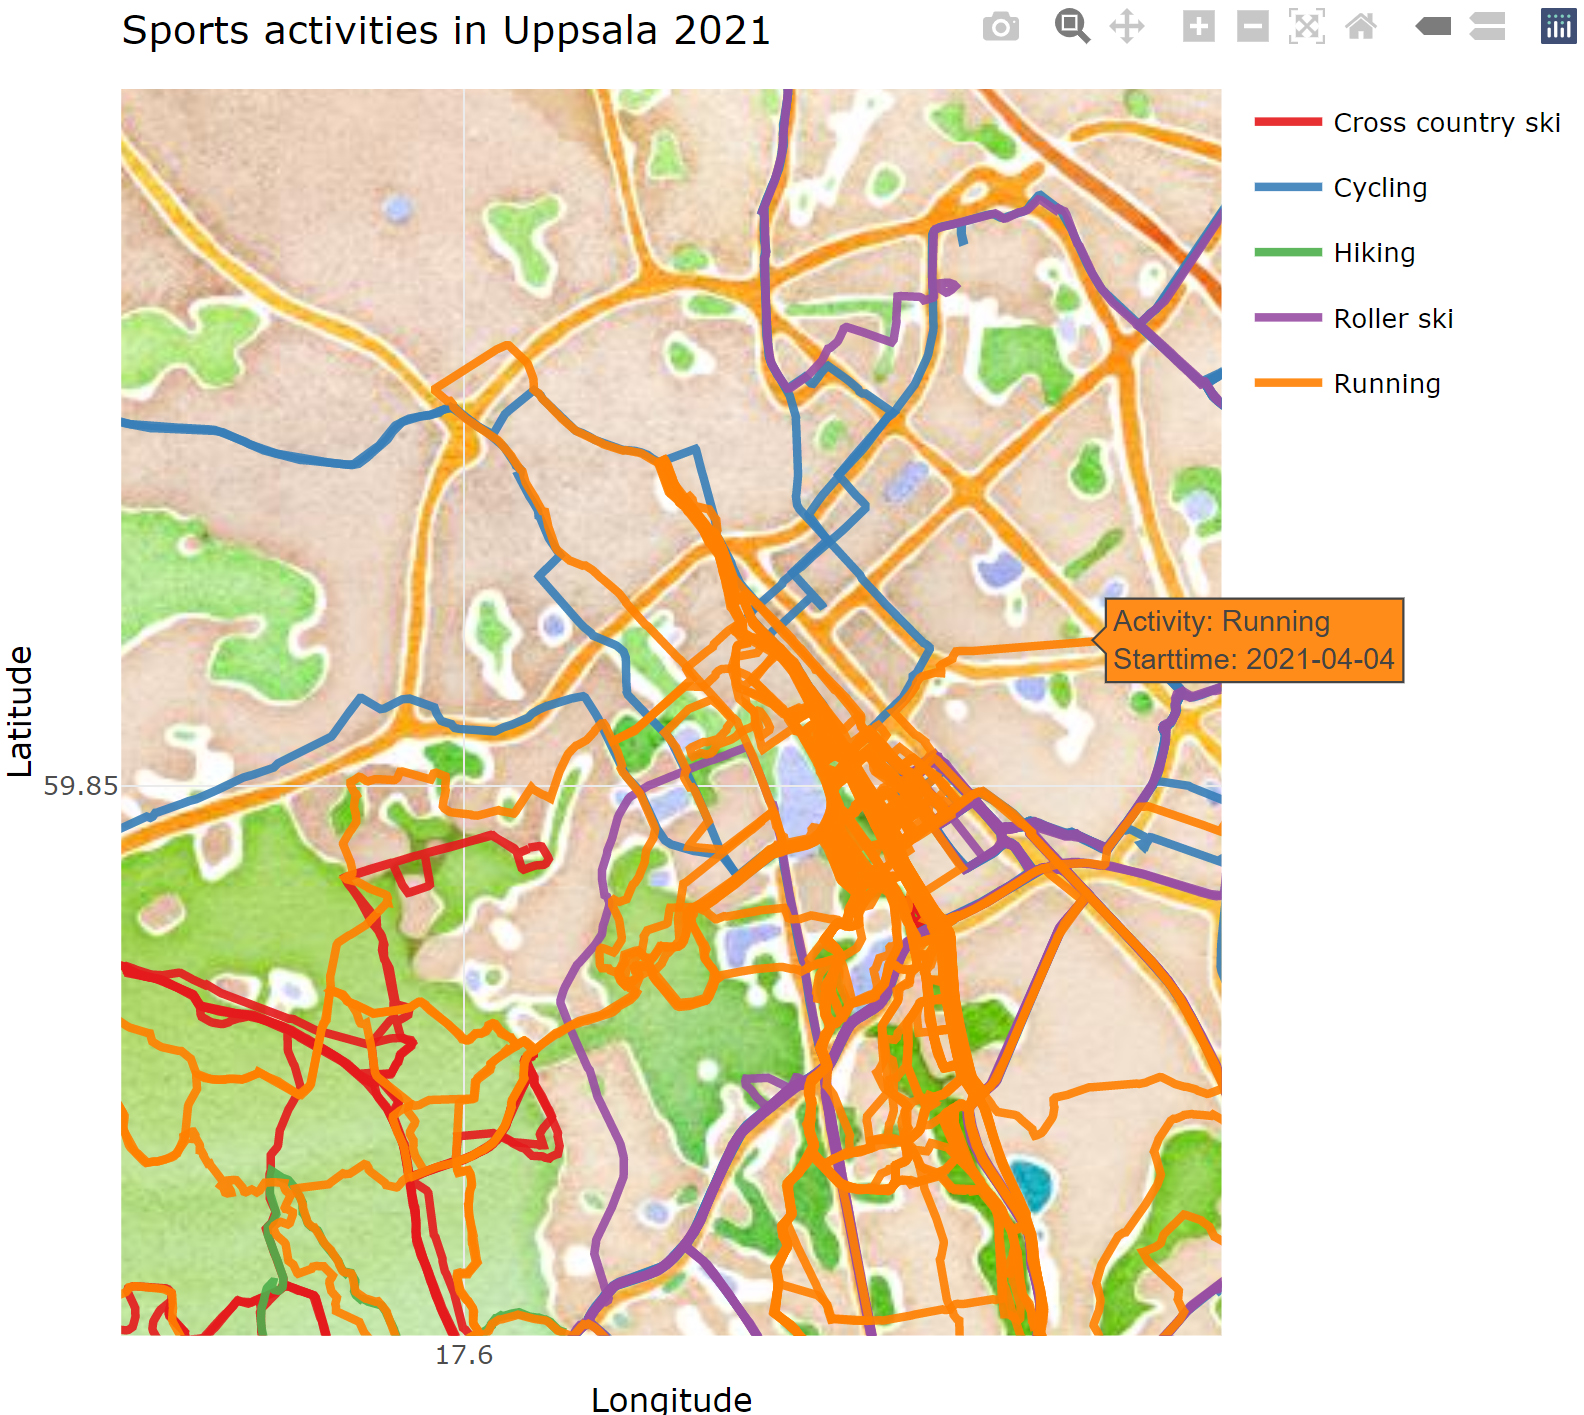 Sports activities in Uppsala 2021
Cross country ski
Cycling
Hiking
Roller ski
Running
Activity: Running
Starttime: 2021-04-04
Latitude
59.85
17.6
Longitude